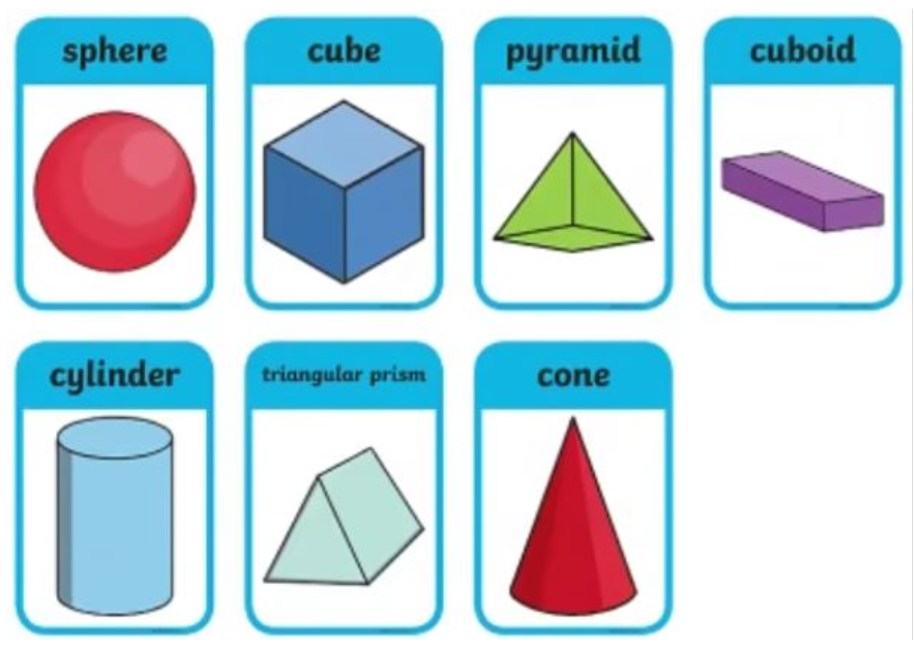 sphere
cube
pyramid
cuboid
cylinder
triangular prism
cone